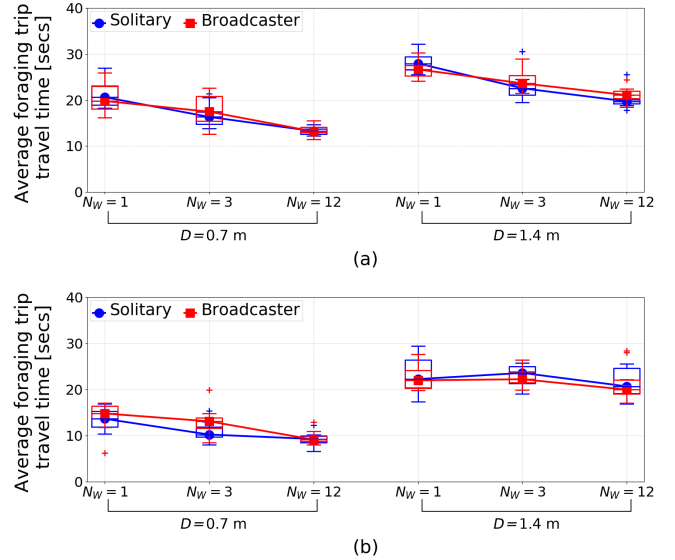 Average foraging trip
travel time [secs]
40
30
20
10
0
Solitary Broadcaster
N_W = 1 N_W = 3 N_W = 12 N_W = 1 N_W = 3 N_W = 12
D = 0.7 m D = 1.4 m
(a)
Average foraging trip
travel time [secs]
40
30
20
10
0
Solitary Broadcaster
N_W = 1 N_W = 3 N_W = 12 N_W = 1 N_W = 3 N_W = 12
D = 0.7 m D = 1.4 m
(b)